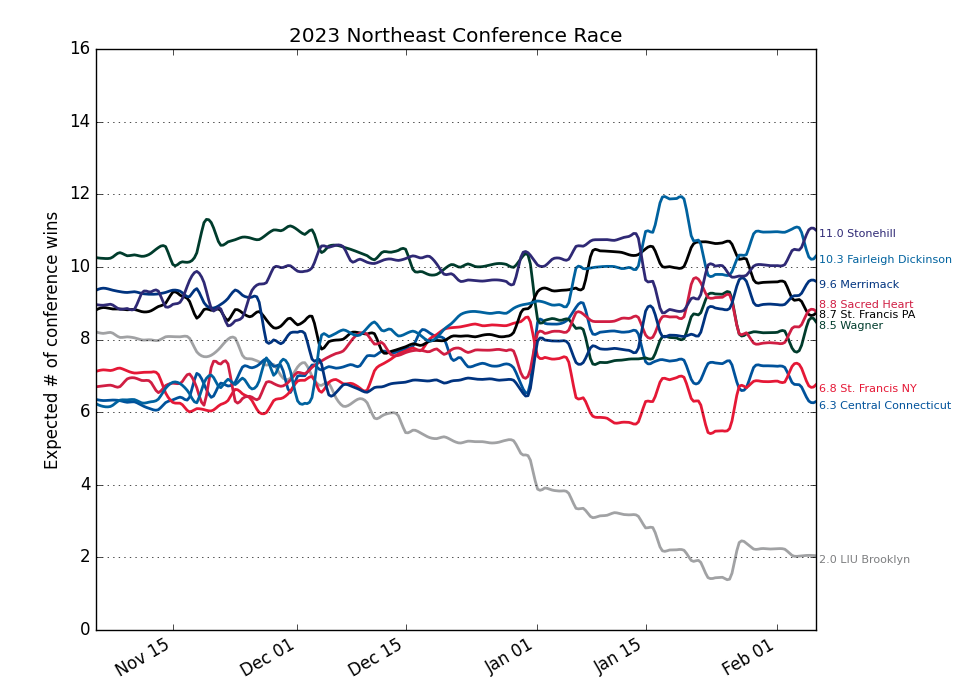 2023 Northeast Conference Race
Expected # of conference wins
16
14
12
10
8
6
4
2
0
11.0 Stonehill
10.3 Fairleigh Dickinson
9.6 Merrimack
8.8 Sacred Heart
8.7 St. Francis PA
8.5 Wagner
6.8 St. Francis NY
6.3 Central Connecticut
2.0 LIU Brooklyn
Nov 15
Dec 01
Dec 15
Jan 01
Jan 15
Feb 01